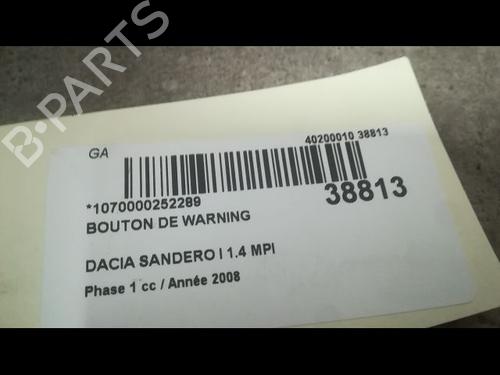 B-PARTS
GA
40200010 38813
*1070000252289
38813
BOUTON DE WARNING
DACIA SANDERO I 1.4 MPI
Phase 1 cc / Année 2008